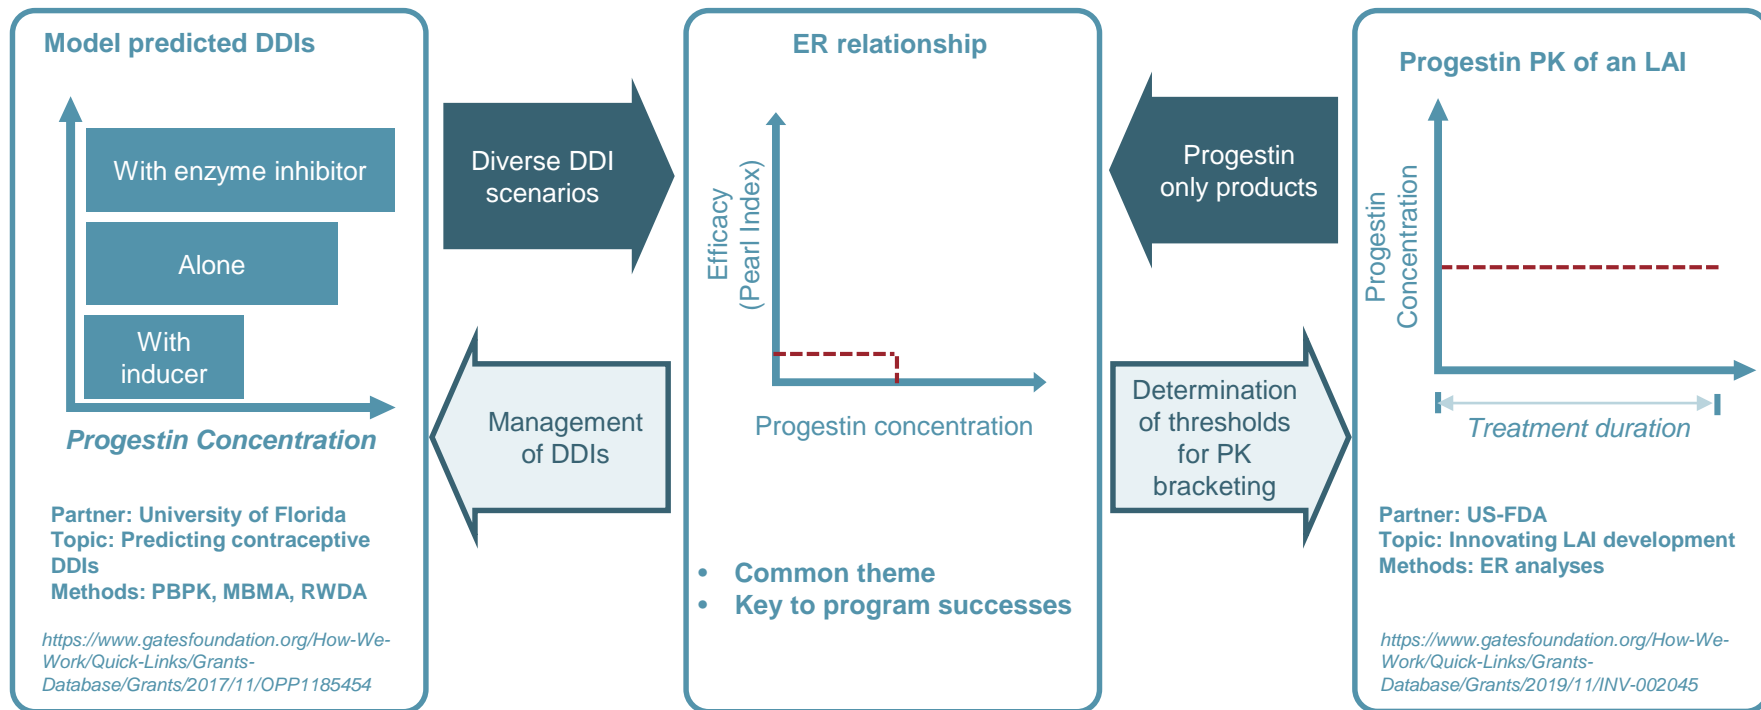 Model predicted DDIs
With enzyme inhibitor
Alone
With
inducer
Progestin Concentration
Partner: University of Florida
Topic: Predicting contraceptive
DDIs
Methods: PBPK, MBMA, RWDA
https://www.gatesfoundation.org/How-We-
Work/Quick-Links/Grants-
Database/Grants/2017/11/OPP1185454
Diverse DDI
scenarios
Management
of DDIs
ER relationship
Efficacy
(Pearl Index)
Progestin concentration
• Common theme
• Key to program successes
Progestin
only products
Determination
of thresholds
for PK
bracketing
Progestin PK of an LAI
Progestin
Concentration
Treatment duration
Partner: US-FDA
Topic: Innovating LAI development
Methods: ER analyses
https://www.gatesfoundation.org/How-We-
Work/Quick-Links/Grants-
Database/Grants/2019/11/INV-002045